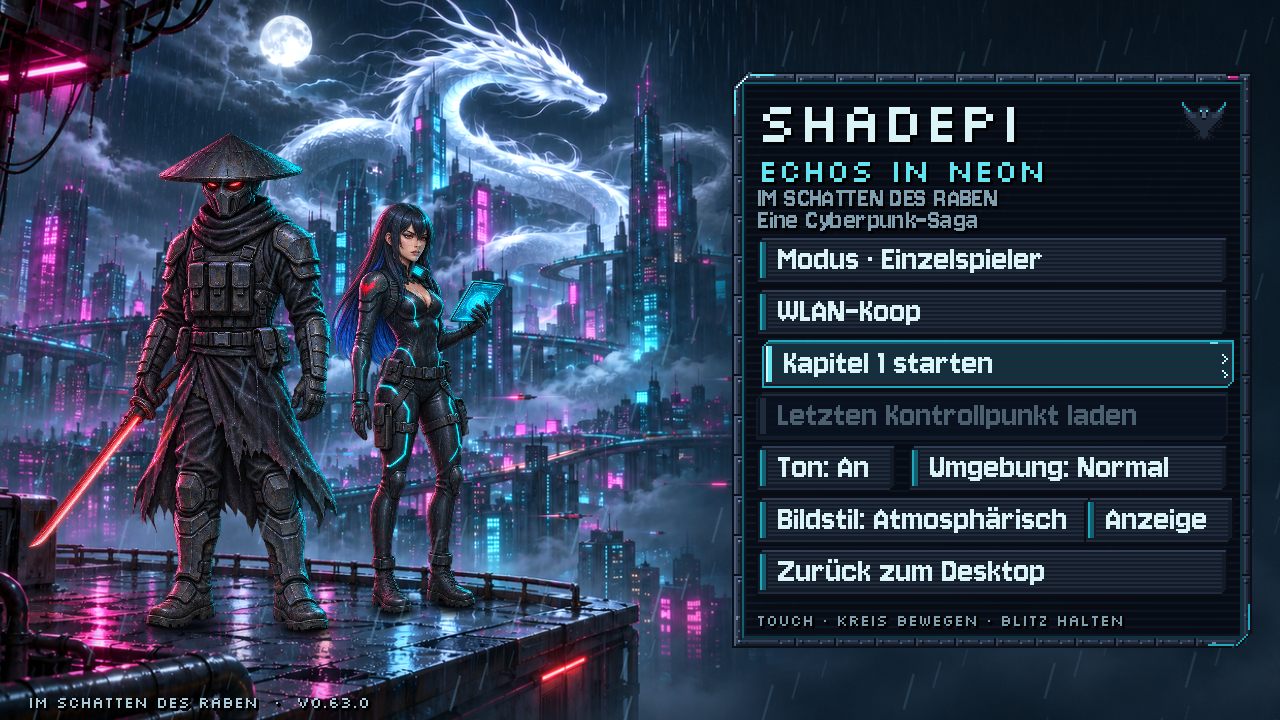 SHADEPI
ECHOS IN NEON
IM SCHATTEN DES RABEN
Eine Cyberpunk-Saga
Modus · Einzelspieler
WLAN-Koop
Kapitel 1 starten
Letzten Kontrollpunkt laden
Ton: An
Umgebung: Normal
Bildstil: Atmosphärisch
Anzeige
Zurück zum Desktop
TOUCH · KREIS BEWEGEN · BLITZ HALTEN
IM SCHATTEN DES RABEN · V0.63.0